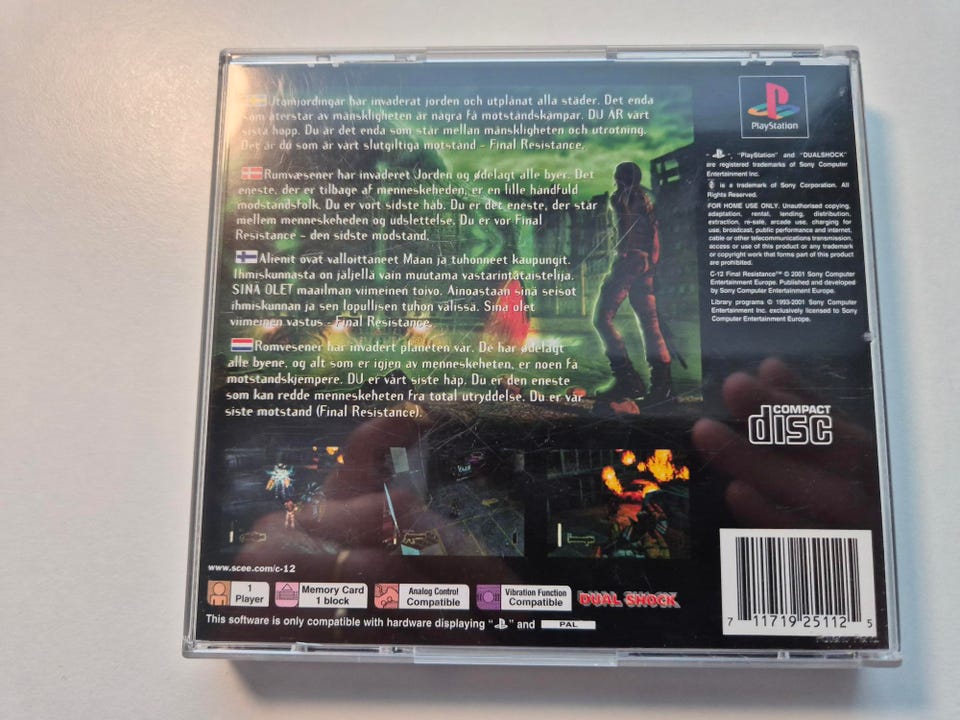 Utomjordingar har invaderat jorden och utplånat alla städer. Det enda
som återstår av mänskligheten är några få motståndskämpar. DU ÄR vårt
sista hopp. Du är det enda som står mellan mänskligheten och utrotning.
Det är du som är vårt slutgiltiga motstånd - Final Resistance.
Rumvæsener har invaderet Jorden og ødelagt alle byer. Det
eneste, der er tilbage af menneskeheden, er en lille håndfuld
modstandsfolk. Du er vort sidste håb. Du er det eneste, der står
mellem menneskeheden og udslettelse. Du er vor Final
Resistance - den sidste modstand.
Alienit ovat valloittaneet Maan ja tuhonneet kaupungit.
Ihmiskunnasta on jäljellä vain muutama vastarintataistelija.
SINÄ OLET maailman viimeinen toivo. Ainoastaan sinä seisot
ihmiskunnan ja sen lopullisen tuhon välissä. Sinä olet
viimeinen vastus - Final Resistance.
Romvesener har invadert planeten vår. De har ødelagt
alle byene, og alt som er igjen av menneskeheten, er noen få
motstandskjempere. DU er vårt siste håp. Du er den eneste
som kan redde menneskeheten fra total utryddelse. Du er vår
siste motstand (Final Resistance).
www.scee.com/c-12
1
Player
Memory Card
1 block
Analog Control
Compatible
Vibration Function
Compatible
DUAL SHOCK
This software is only compatible with hardware displaying " " and PAL
PlayStation
" ", "PlayStation" and "DUALSHOCK"
are registered trademarks of Sony Computer
Entertainment Inc.
is a trademark of Sony Corporation. All
Rights Reserved.
FOR HOME USE ONLY. Unauthorised copying,
adaptation, rental, lending, distribution,
extraction, re-sale, arcade use, charging for
use, broadcast, public performance and internet,
cable or other telecommunications transmission,
access or use of this product or any trademark
or copyright work that forms part of this product
are prohibited.
C-12 Final Resistance™ © 2001 Sony Computer
Entertainment Europe. Published and developed
by Sony Computer Entertainment Europe.
Library programs © 1993-2001 Sony Computer
Entertainment Inc. exclusively licensed to Sony
Computer Entertainment Europe.
COMPACT
disc
7 11719 25112 5